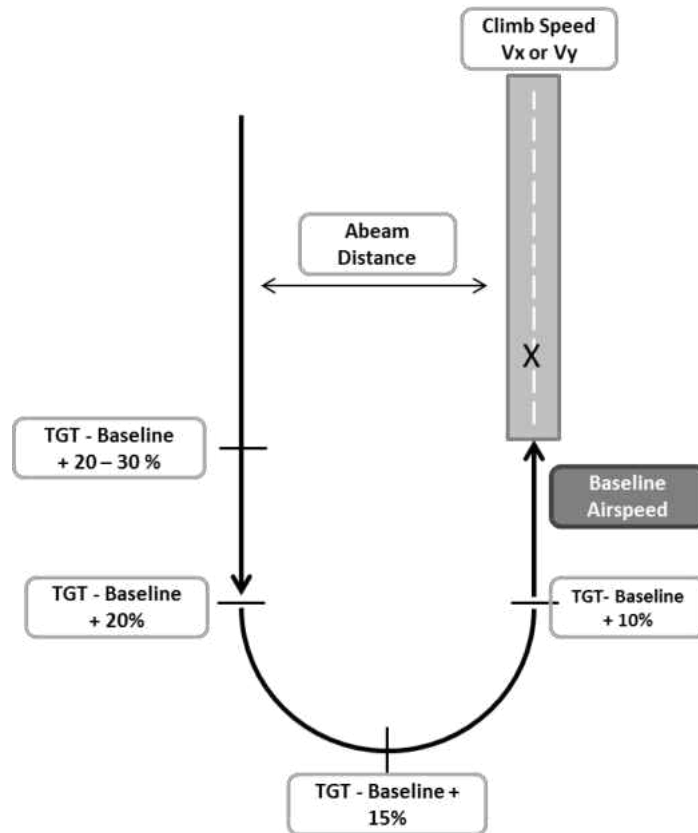 Climb Speed
Vx or Vy
Abeam
Distance
X
TGT - Baseline
+ 20 – 30 %
Baseline
Airspeed
TGT - Baseline
+ 20%
TGT- Baseline
+ 10%
TGT - Baseline +
15%